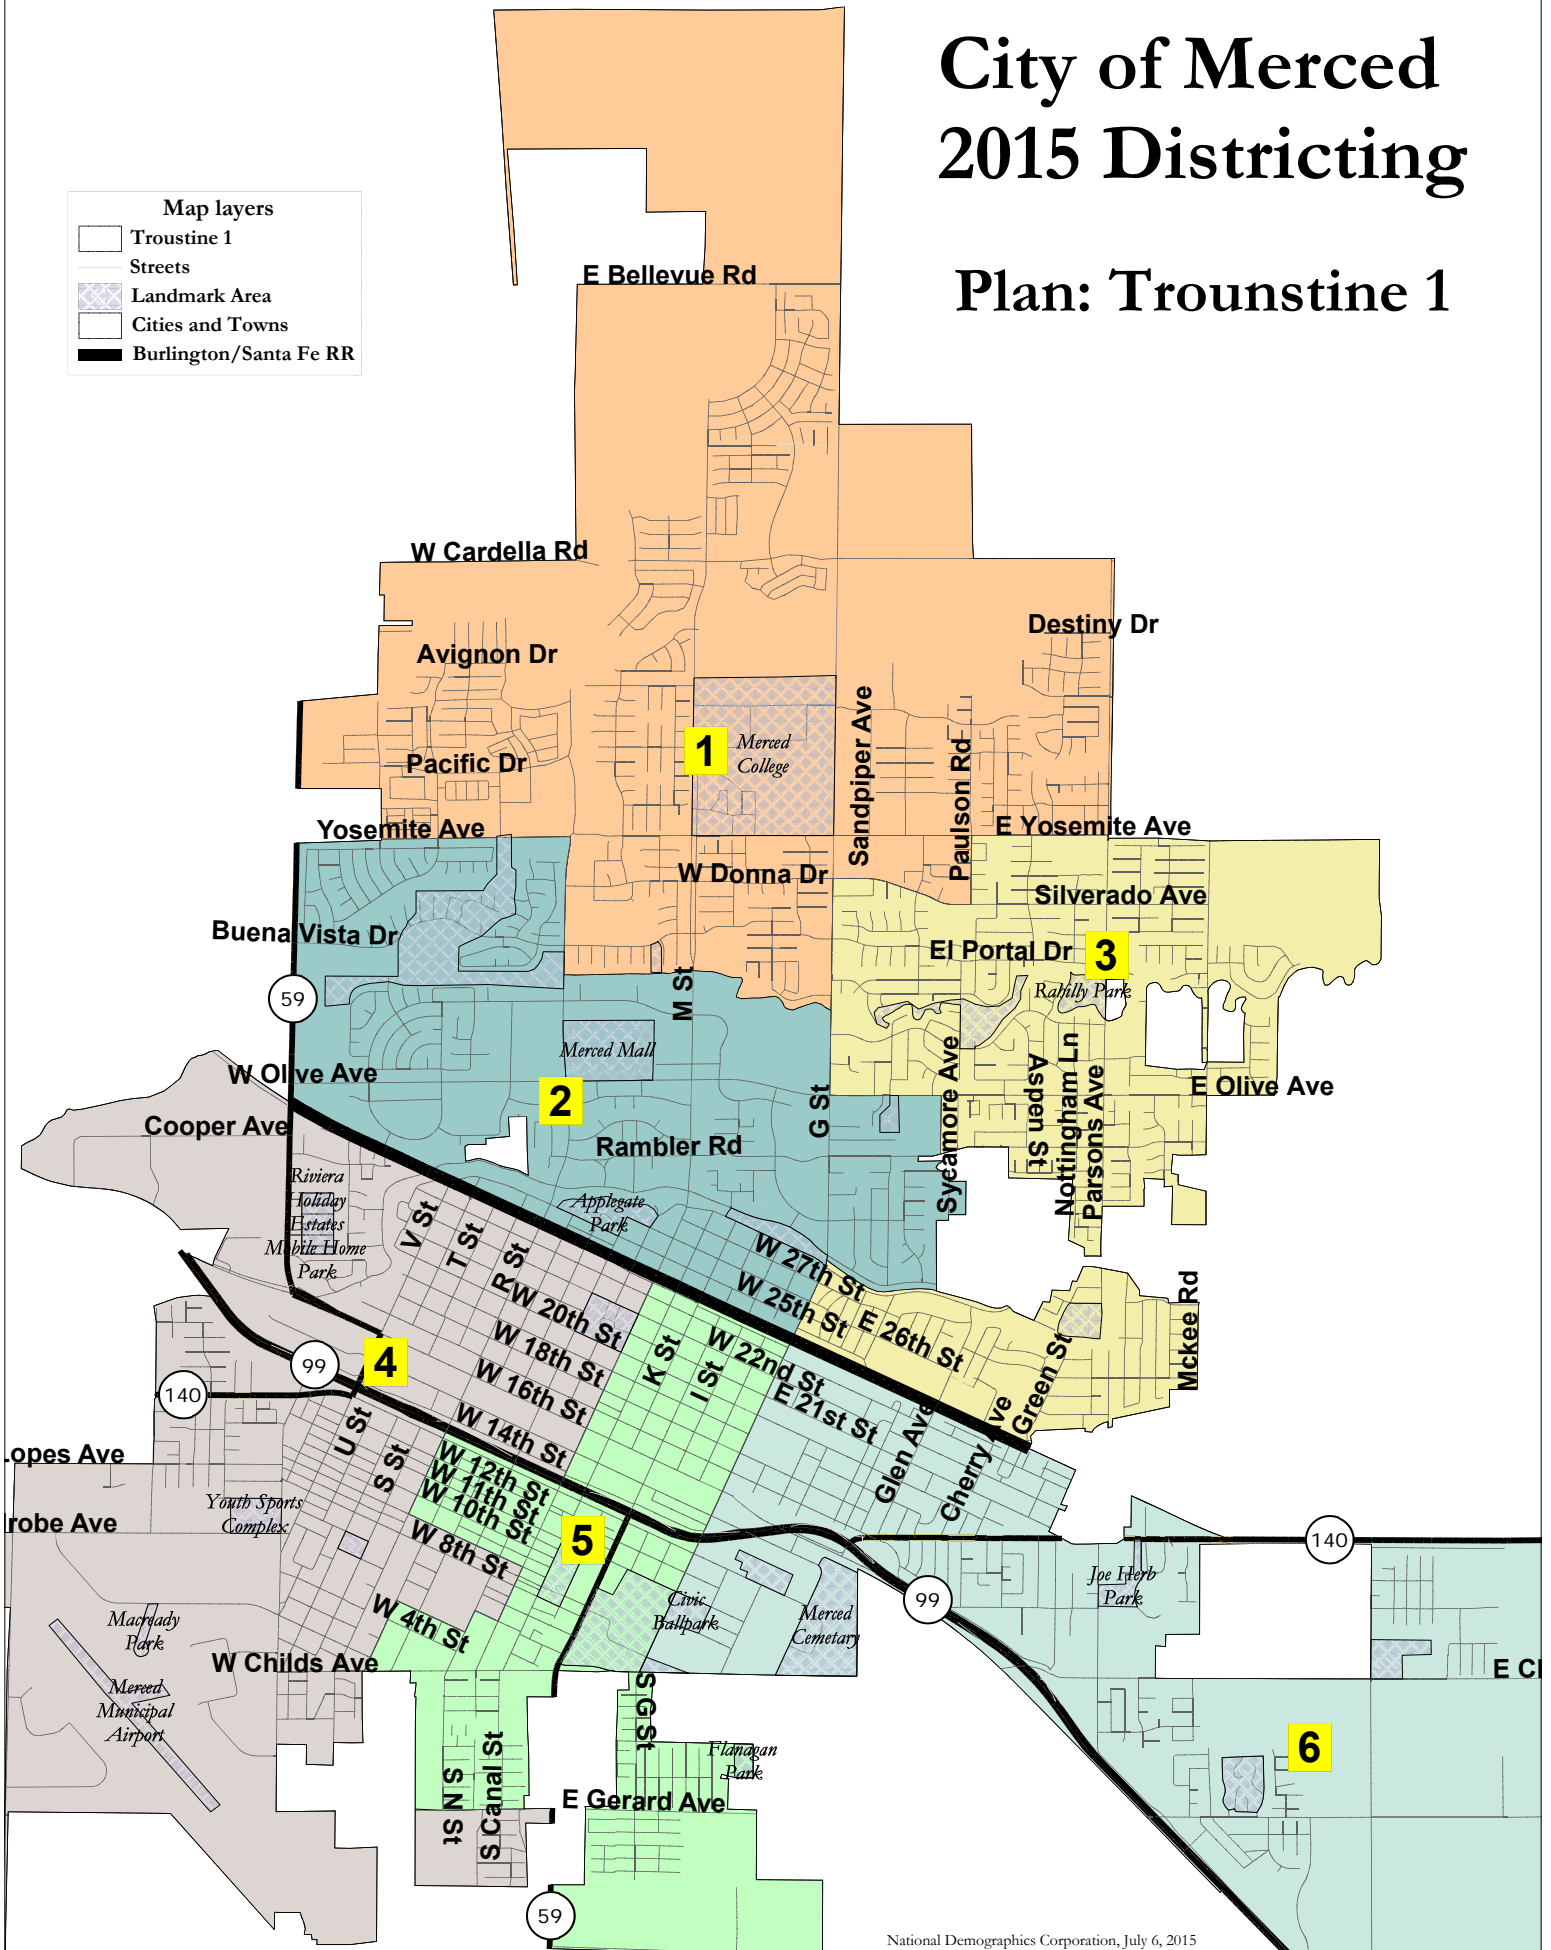 City of Merced
2015 Districting
Plan: Trounstine 1
Map layers
Troustine 1
Streets
Landmark Area
Cities and Towns
Burlington/Santa Fe RR
E Bellevue Rd
W Cardella Rd
Destiny Dr
Avignon Dr
Sandpiper Ave
Paulson Rd
1
Merced
College
Pacific Dr
Yosemite Ave
E Yosemite Ave
W Donna Dr
Silverado Ave
Buena Vista Dr
El Portal Dr
3
Rahilly Park
M St
59
Merced Mall
W Olive Ave
2
G St
Sycamore Ave
Aspen St
Nottingham Ln
Parsons Ave
E Olive Ave
Cooper Ave
Rambler Rd
Riviera
Holiday
Estates
Mobile Home
Park
Applegate
Park
V St
T St
R St
W 27th St
W 25th St
E 26th St
W 20th St
W 18th St
W 16th St
W 14th St
K St
I St
W 22nd St
E 21st St
Green St
Mckee Rd
99
4
140
U St
S St
Glen Ave
Cherry Ave
Lopes Ave
W 12th St
W 11th St
W 10th St
W 8th St
W 4th St
Youth Sports
Complex
robe Ave
5
140
99
Joe Herb
Park
Civic
Ballpark
Merced
Cemetary
Macready
Park
W Childs Ave
Merced
Municipal
Airport
E Cl
S G St
S N St
S Canal St
Flanagan
Park
6
E Gerard Ave
59
National Demographics Corporation, July 6, 2015